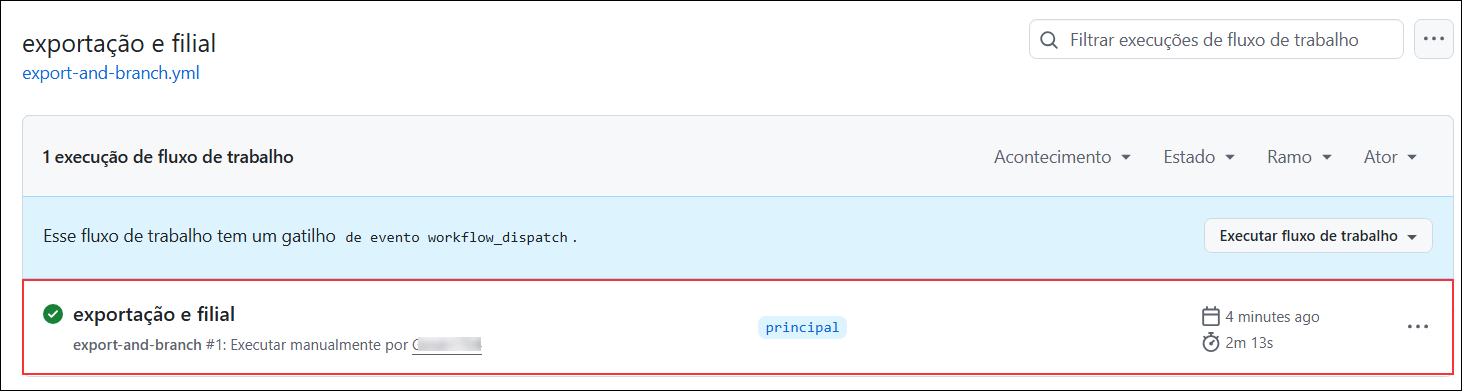 exportação e filial
Filtrar execuções de fluxo de trabalho
export-and-branch.yml
1 execução de fluxo de trabalho
Acontecimento
Estado
Ramo
Ator
Esse fluxo de trabalho tem um gatilho de evento workflow_dispatch.
Executar fluxo de trabalho
exportação e filial
principal
4 minutes ago
export-and-branch #1: Executar manualmente por
2m 13s